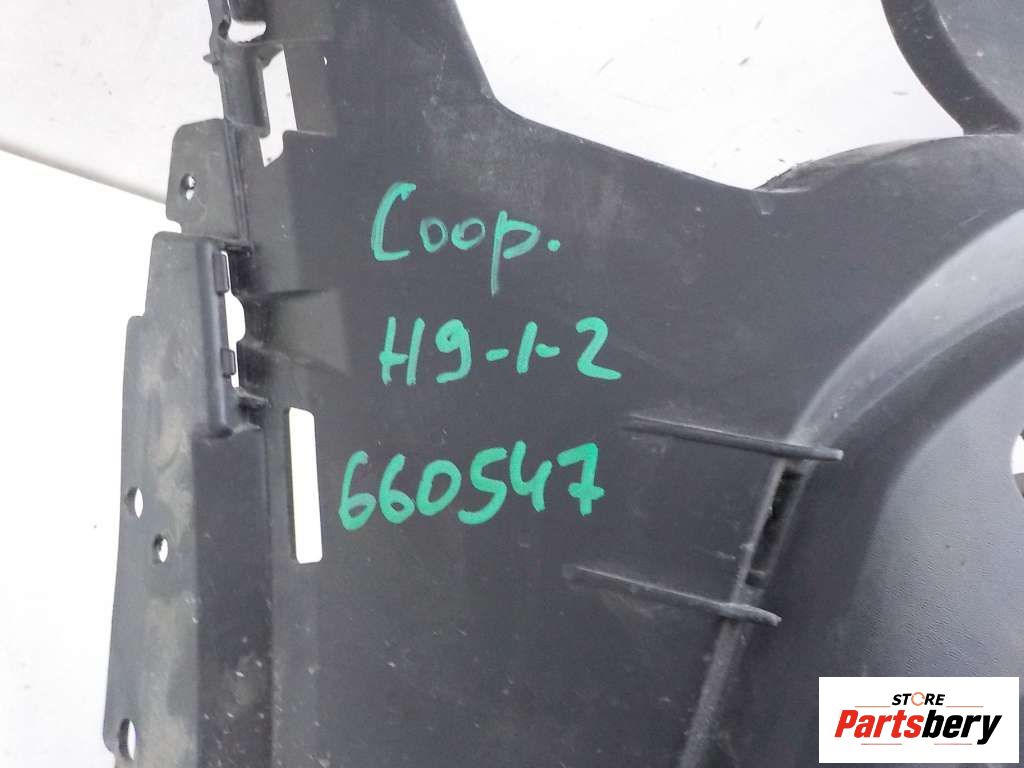 Coop.
H9-1-2
660547
STORE
Partsbery